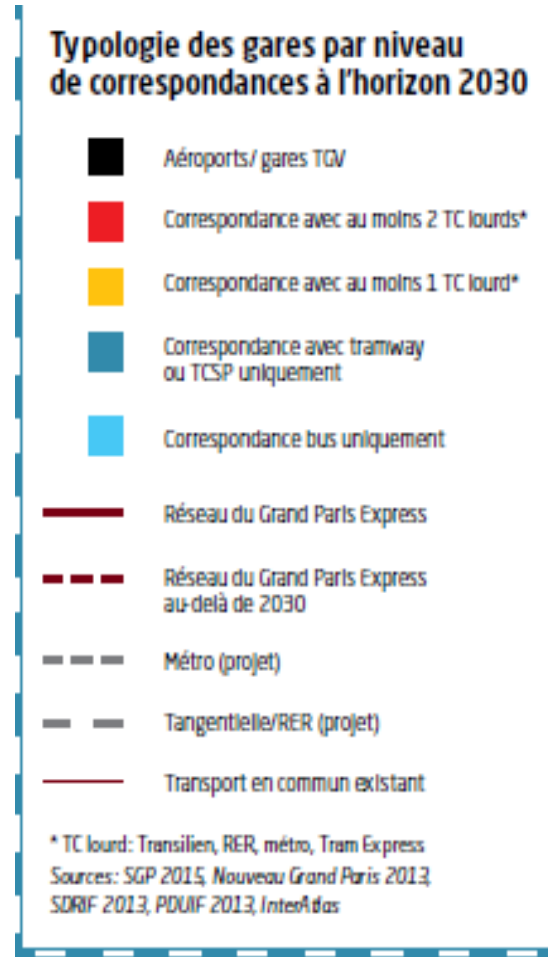 Typologie des gares par niveau
de correspondances à l'horizon 2030
Aéroports/ gares TGV
Correspondance avec au moins 2 TC lourds*
Correspondance avec au moins 1 TC lourd*
Correspondance avec tramway
ou TCSP uniquement
Correspondance bus uniquement
Réseau du Grand Paris Express
Réseau du Grand Paris Express
au-delà de 2030
Métro (projet)
Tangentielle/RER (projet)
Transport en commun existant
* TC lourd: Transilien, RER, métro, Tram Express
Sources: SGP 2015, Nouveau Grand Paris 2013,
SDRIF 2013, PDUIF 2013, InterAtlas